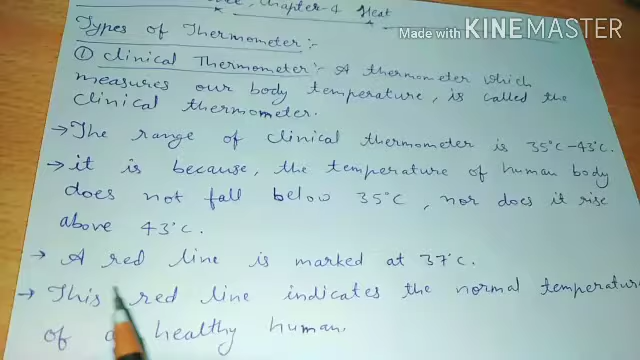 Chapter-4 Heat
Made with KINEMASTER
Types of Thermometer :-
① Clinical Thermometer :- A thermometer which
measures our body temperature, is called the
clinical thermometer.
→ The range of clinical thermometer is 35°C-43°C.
→ it is because, the temperature of human body
does not fall below 35°C, nor does it rise
above 43°C.
→ A red line is marked at 37°C.
→ This red line indicates the normal temperatur
of a healthy human.